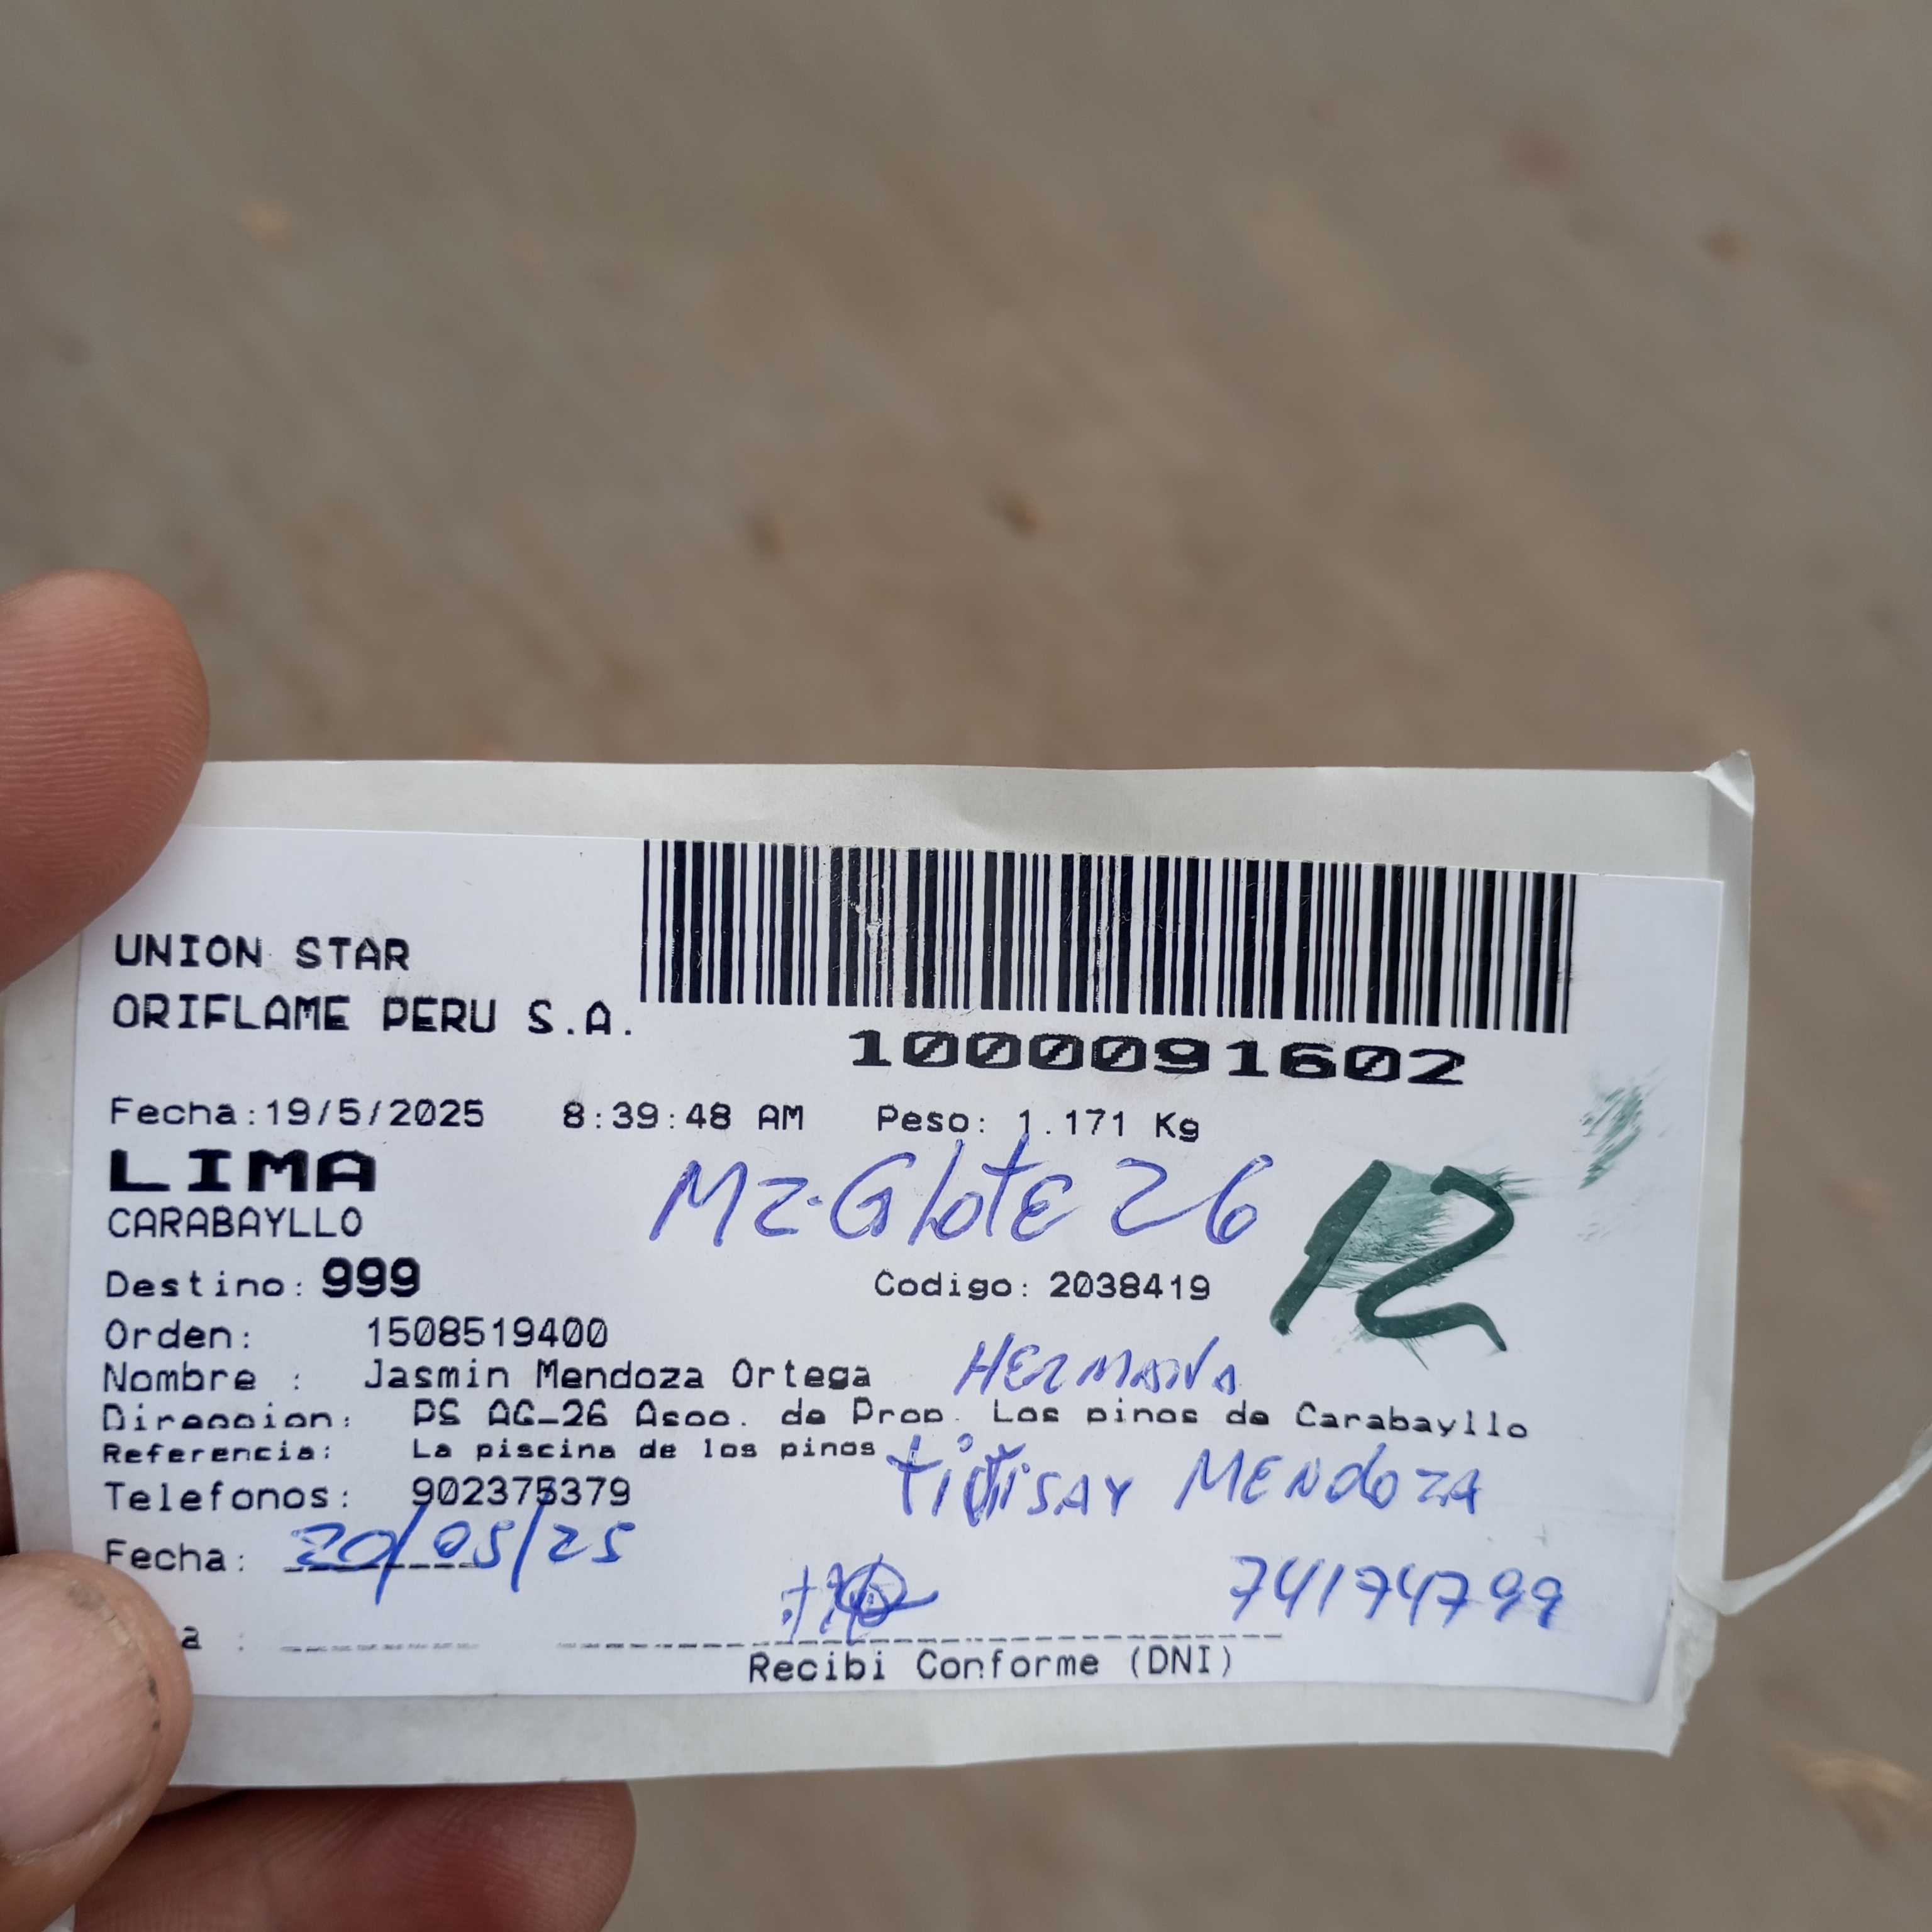 UNION STAR
ORIFLAME PERU S.A.
1000091602
Fecha:19/5/2025 8:39:48 AM Peso: 1.171 Kg
LIMA
CARABAYLLO
Mz.G lote 26
12
Destino: 999 Codigo: 2038419
Orden: 1508519400
Nombre : Jasmin Mendoza Ortega HERMANA
Direccion: PS AG-26 Asoc. de Prop. Los pinos de Carabayllo
Referencia: La piscina de los pinos
MENDOZA
Telefonos: 902375379
Fecha: 20/05/25
74174799
a :
Recibi Conforme (DNI)